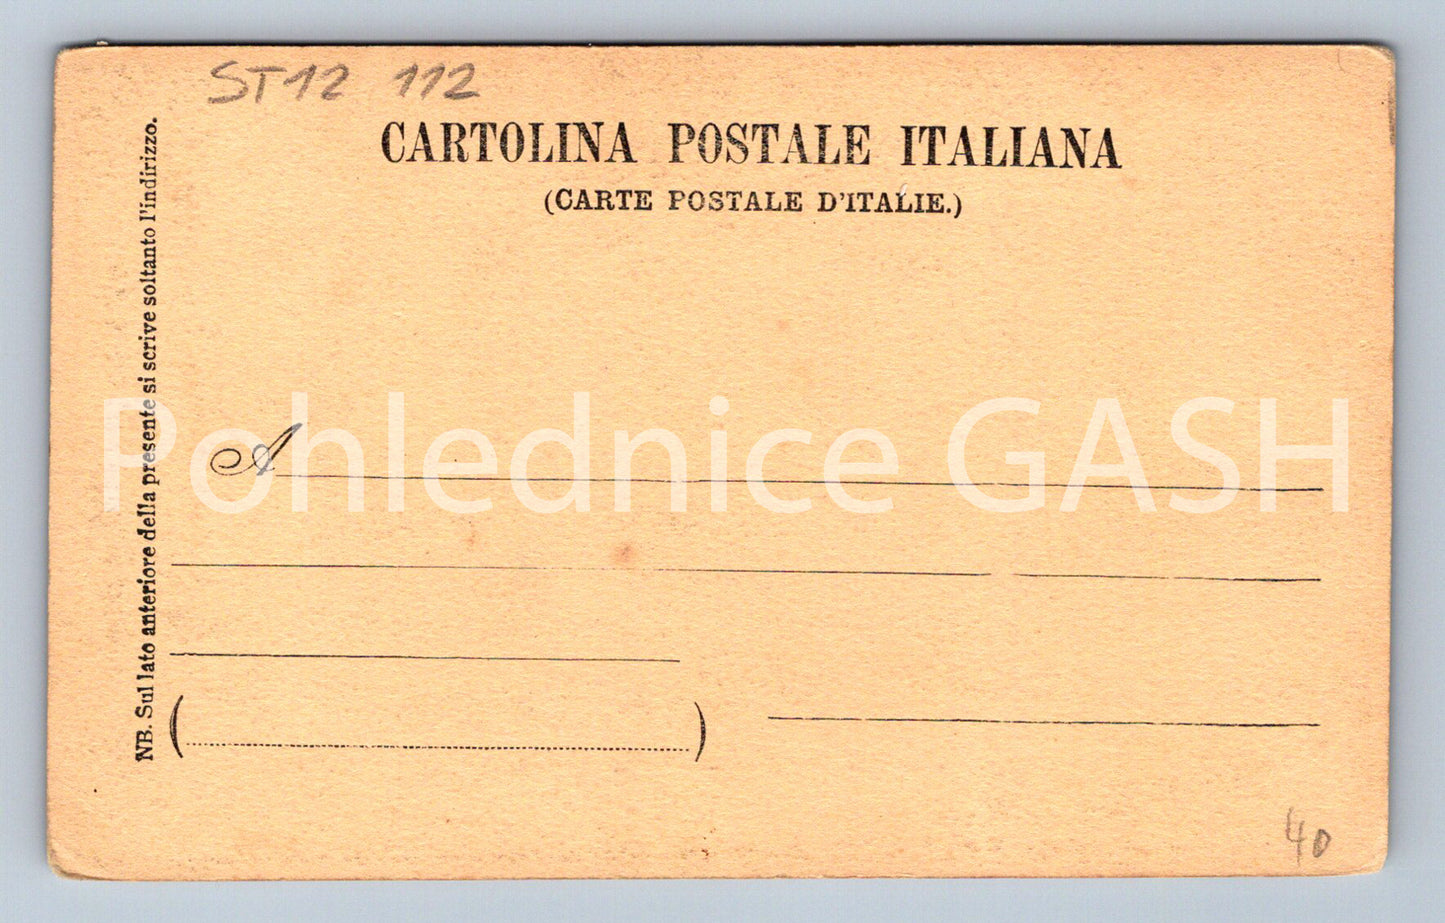 ST12 112
CARTOLINA POSTALE ITALIANA
(CARTE POSTALE D'ITALIE.)
NB. Sul lato anteriore della presente si scrive soltanto l'indirizzo.
Pohlednice GASH
A
40